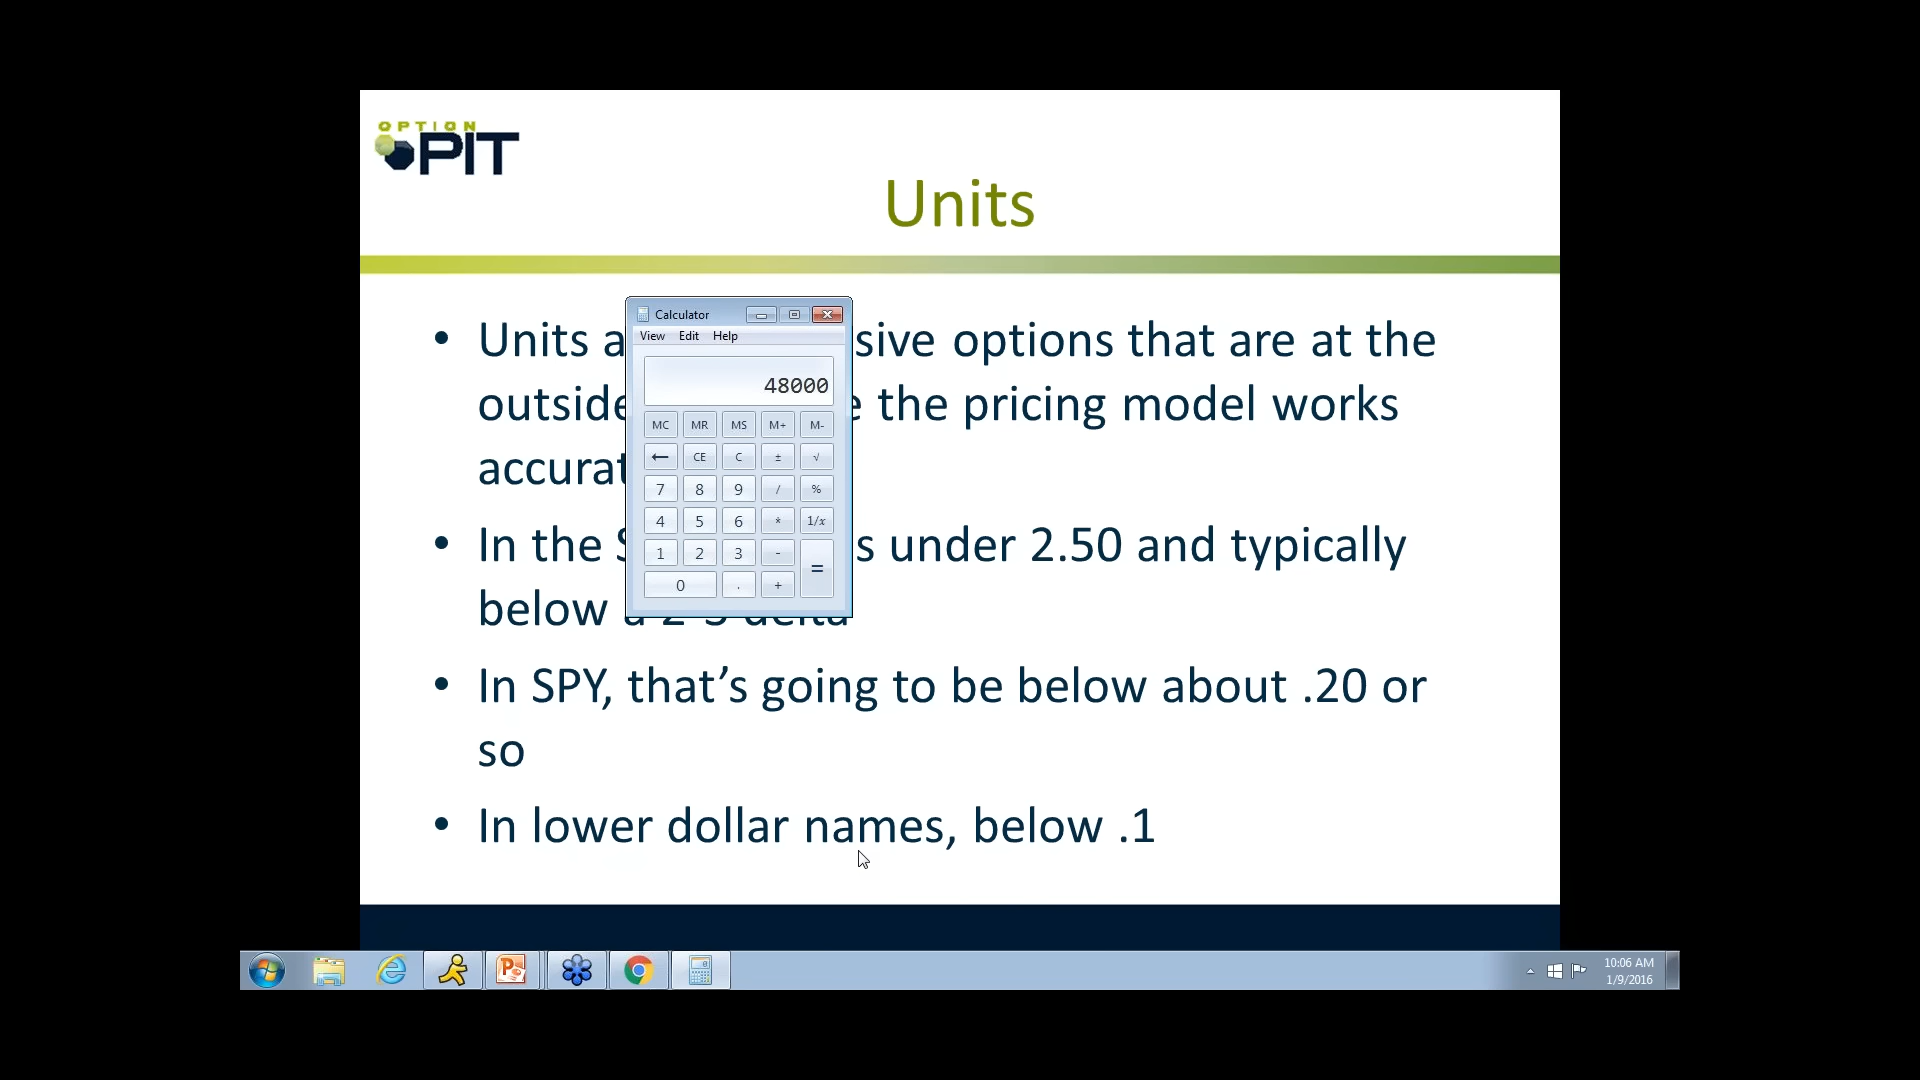 OPTION
PIT
Units
• Units a
sive options that are at the
outside
e the pricing model works
accurat
• In the
s under 2.50 and typically
below
• In SPY, that’s going to be below about .20 or
so
• In lower dollar names, below .1
Calculator
View Edit Help
48000
MC MR MS M+ M-
← CE C ± √
7 8 9 / %
4 5 6 * 1/x
1 2 3 - =
0 . +
10:06 AM
1/9/2016